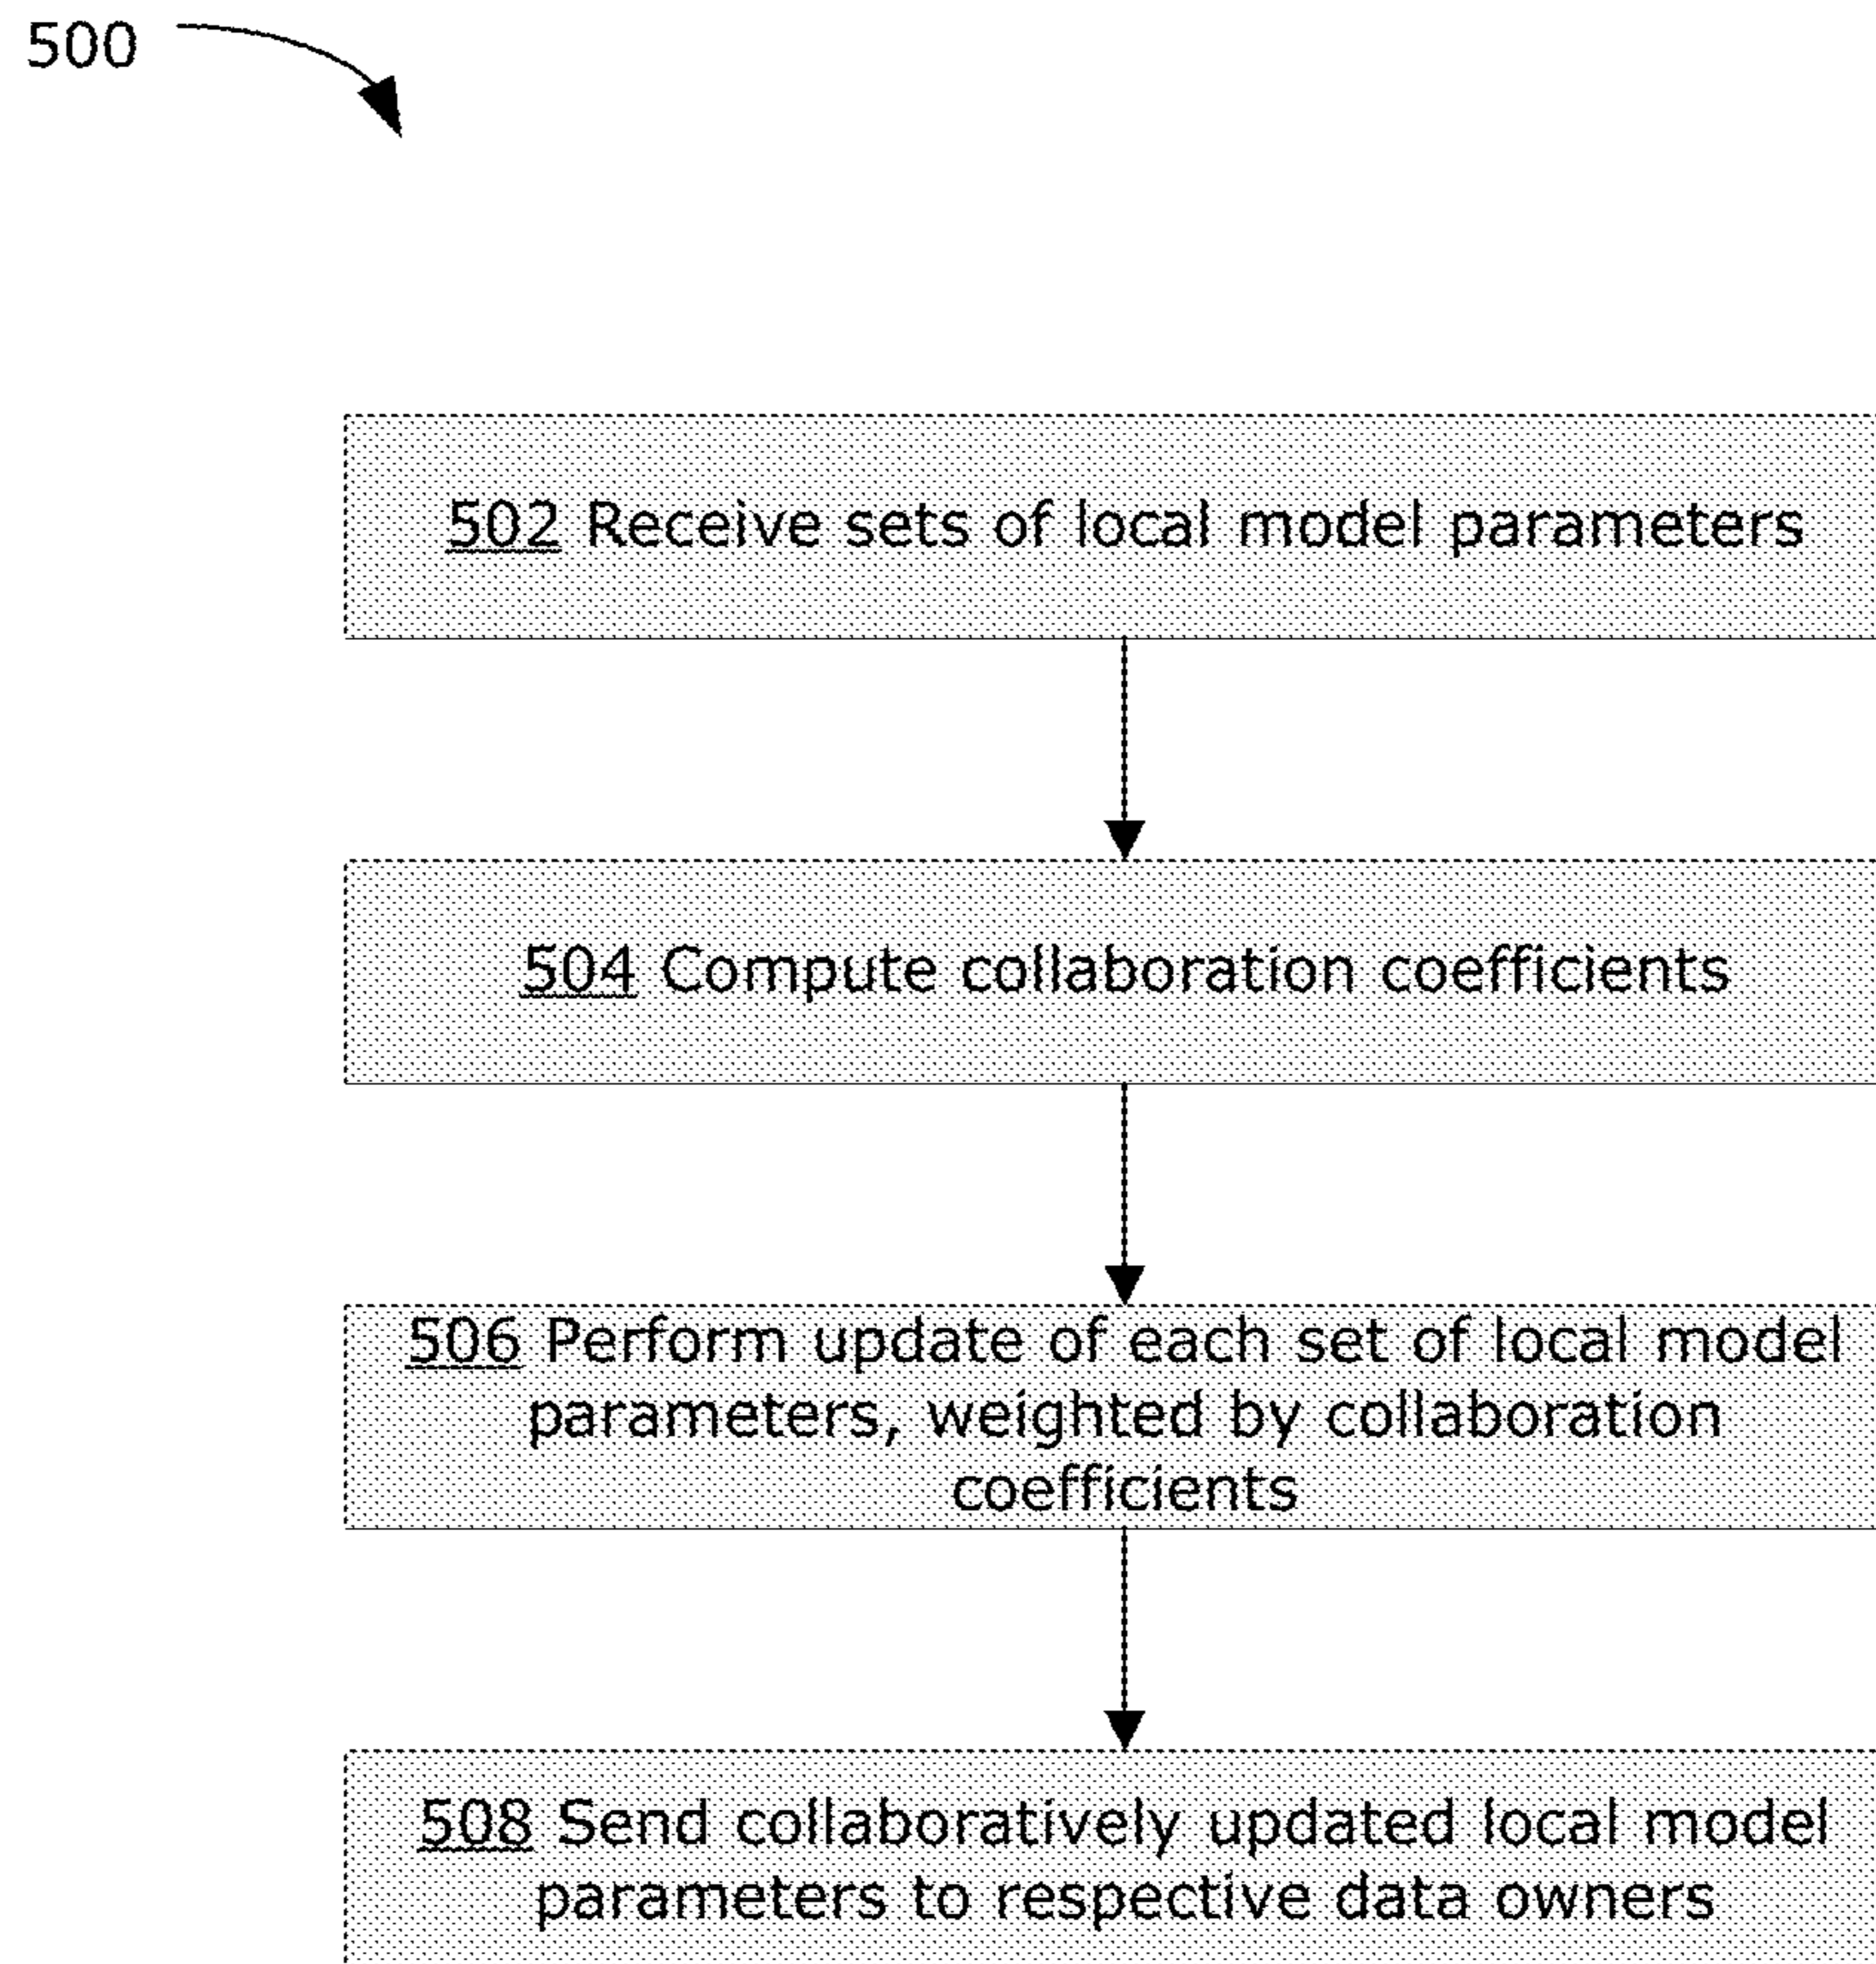 500
502 Receive sets of local model parameters
504 Compute collaboration coefficients
506 Perform update of each set of local model
parameters, weighted by collaboration
coefficients
508 Send collaboratively updated local model
parameters to respective data owners